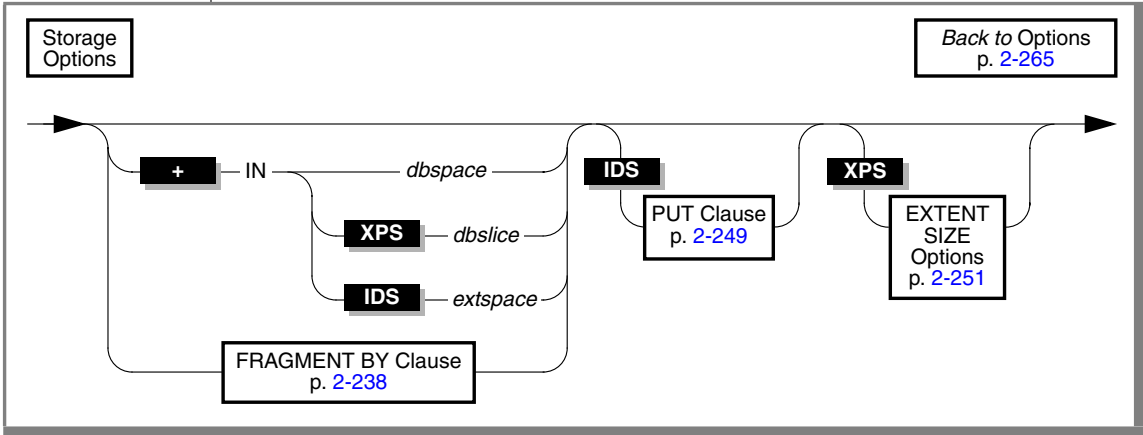 Storage
Options
Back to Options
p. 2-265
+ IN dbspace
IDS
XPS
XPS dbslice
PUT Clause
p. 2-249
EXTENT
SIZE
Options
p. 2-251
IDS extspace
FRAGMENT BY Clause
p. 2-238